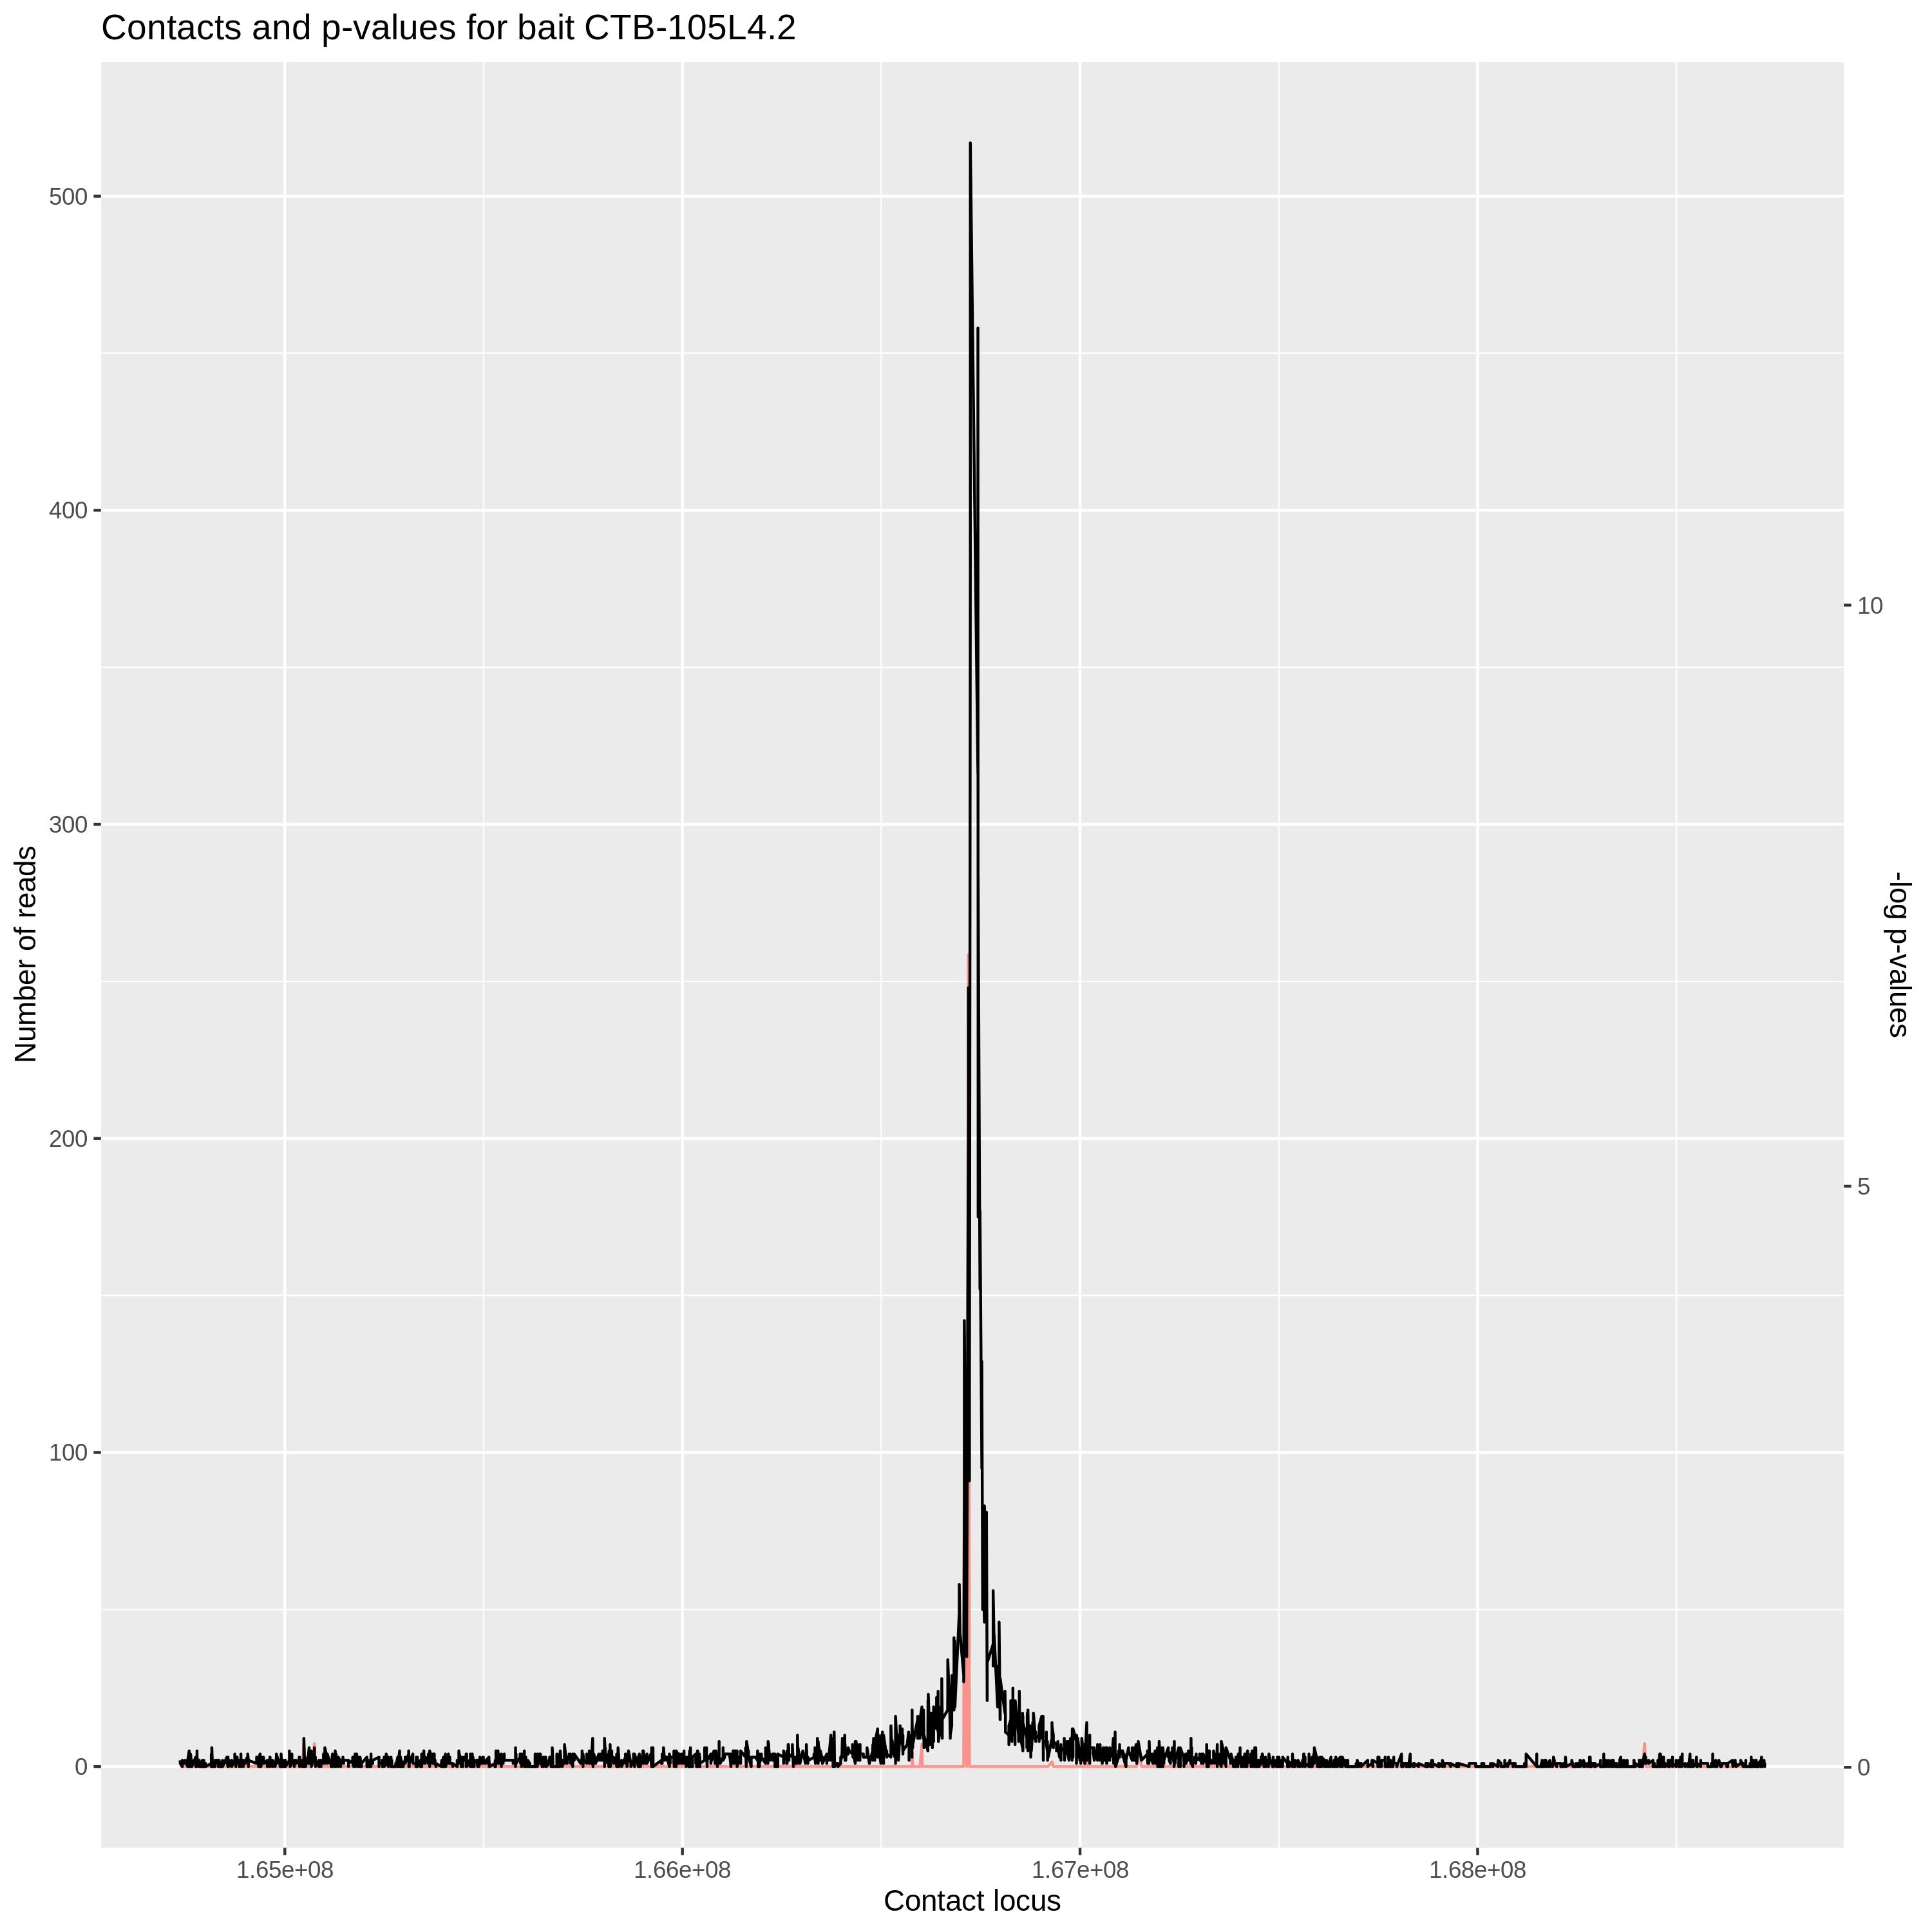 Contacts and p-values for bait CTB-105L4.2
500
400
300
200
100
0
Number of reads
10
5
0
-log p-values
1.65e+08 1.66e+08 1.67e+08 1.68e+08
Contact locus